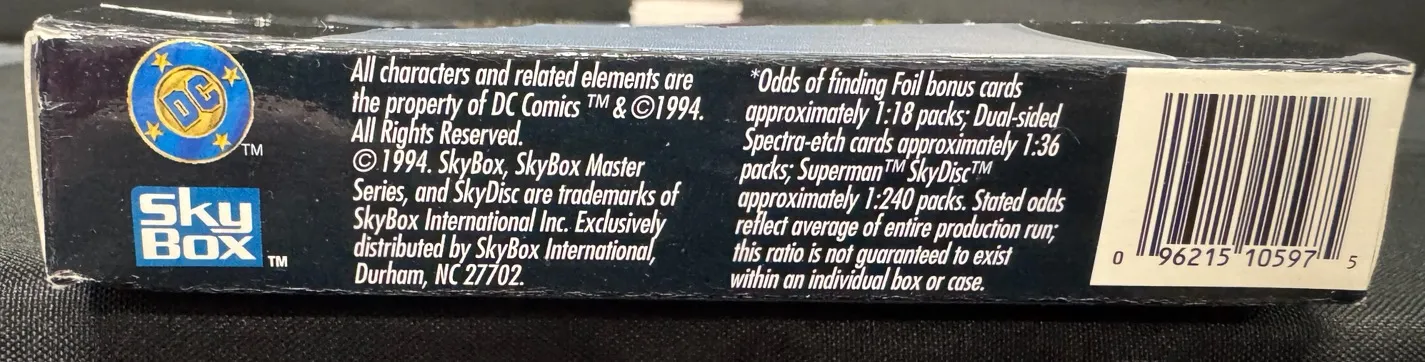 DC
TM
sky
BOX
TM
All characters and related elements are
the property of DC Comics ™ & ©1994.
All Rights Reserved.
© 1994. SkyBox, SkyBox Master
Series, and SkyDisc are trademarks of
SkyBox International Inc. Exclusively
distributed by SkyBox International,
Durham, NC 27702.
*Odds of finding Foil bonus cards
approximately 1:18 packs; Dual-sided
Spectra-etch cards approximately 1:36
packs; Superman™ SkyDisc™
approximately 1:240 packs. Stated odds
reflect average of entire production run;
this ratio is not guaranteed to exist
within an individual box or case.
0 96215 10597 5